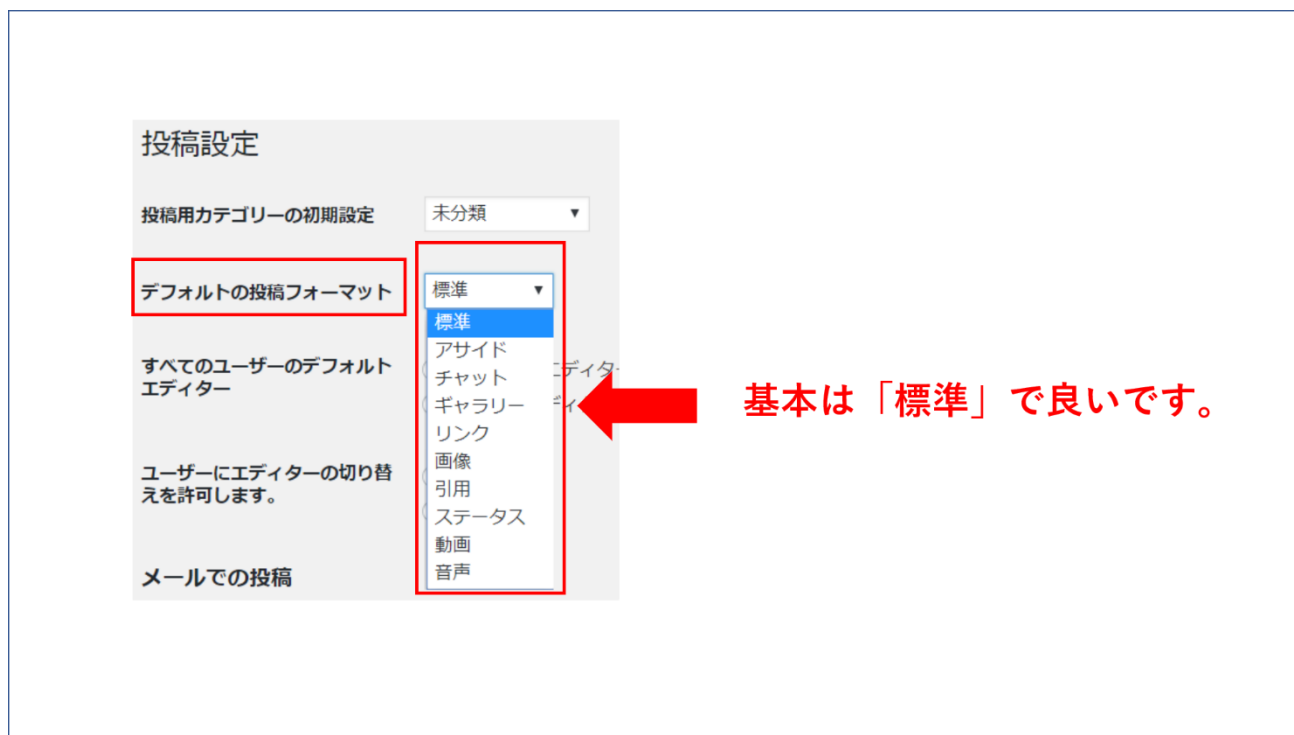 投稿設定
投稿用カテゴリーの初期設定
未分類
デフォルトの投稿フォーマット
標準
標準
アサイド
チャット
ギャラリー
リンク
画像
引用
ステータス
動画
音声
すべてのユーザーのデフォルト
エディター
ユーザーにエディターの切り替
えを許可します。
メールでの投稿
基本は「標準」で良いです。